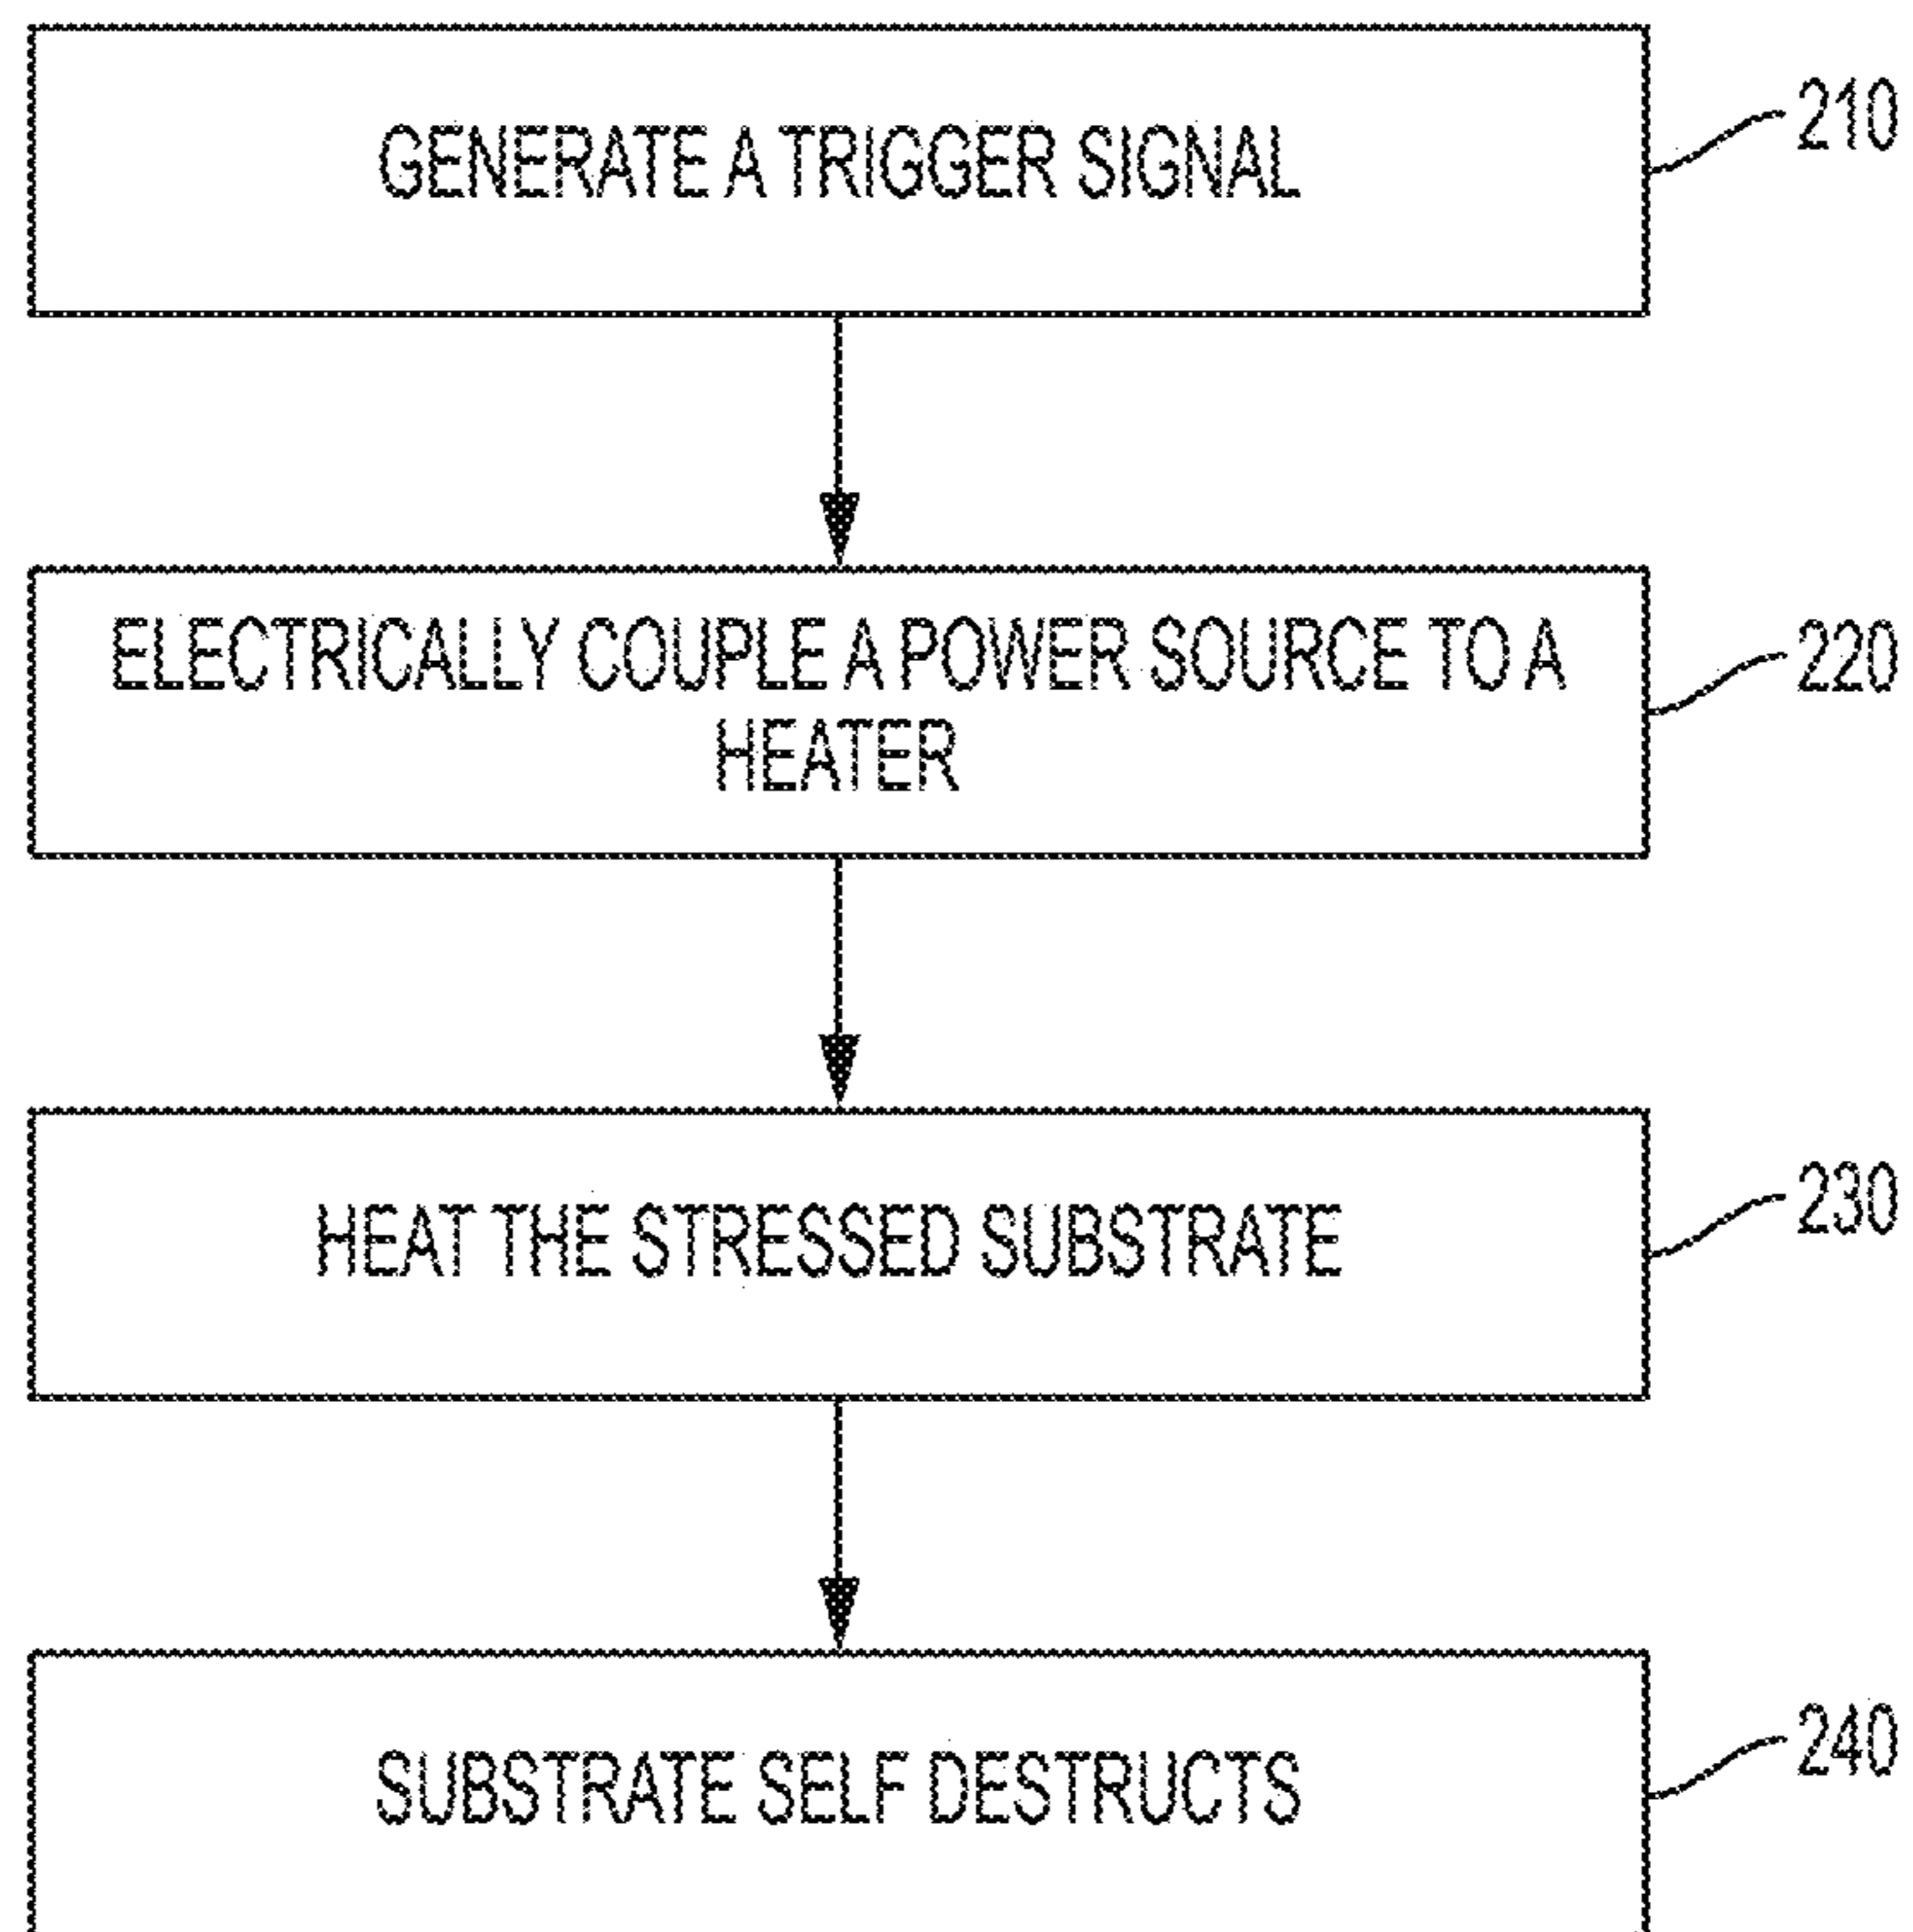 GENERATE A TRIGGER SIGNAL
210
ELECTRICALLY COUPLE A POWER SOURCE TO A
HEATER
220
HEAT THE STRESSED SUBSTRATE
230
SUBSTRATE SELF DESTRUCTS
240